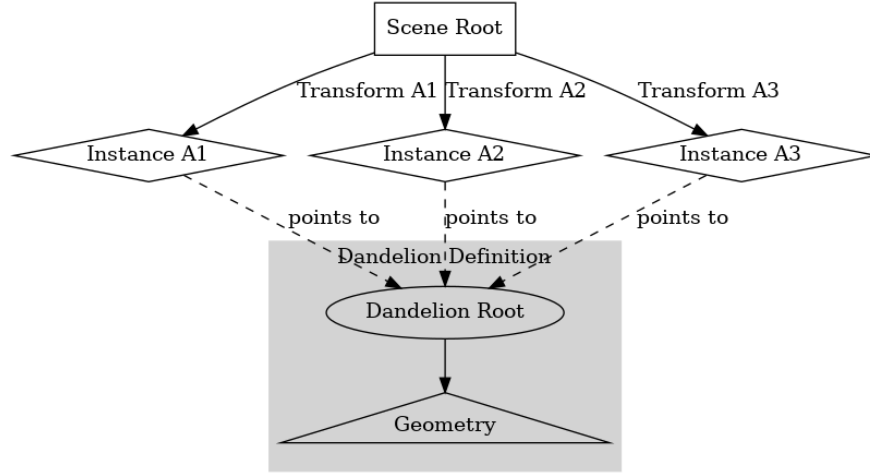 Scene Root
Transform A1
Transform A2
Transform A3
Instance A1
Instance A2
Instance A3
points to
points to
points to
Dandelion Definition
Dandelion Root
Geometry